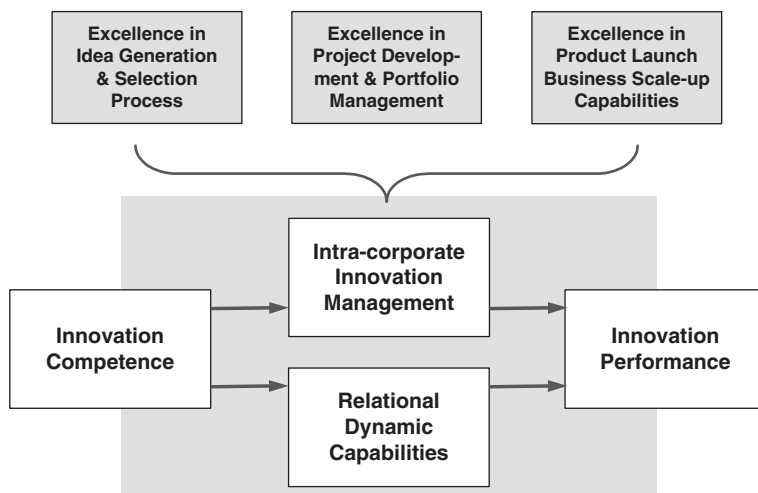 Excellence in
Idea Generation
& Selection
Process
Excellence in
Project Develop-
ment & Portfolio
Management
Excellence in
Product Launch
Business Scale-up
Capabilities
Intra-corporate
Innovation
Management
Innovation
Competence
Innovation
Performance
Relational
Dynamic
Capabilities